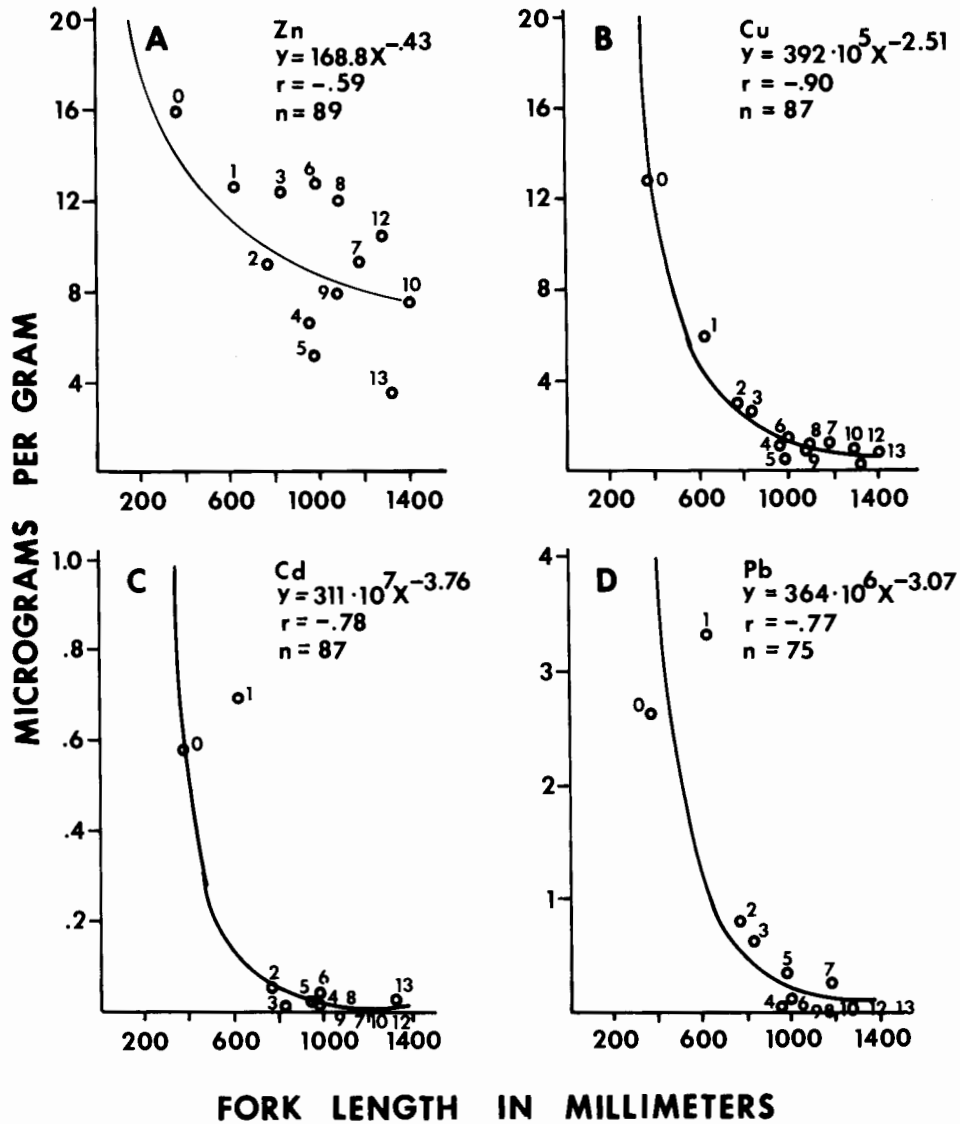 MICROGRAMS PER GRAM
A
Zn
y = 168.8X^-.43
r = -.59
n = 89
20
16
12
8
4
0
1
3
6
8
12
2
7
9
10
4
5
13
200 600 1000 1400
B
Cu
y = 392 · 10^5 X^-2.51
r = -.90
n = 87
20
16
12
8
4
0
1
2 3
6 8 7 10 12
4 13
5 9
200 600 1000 1400
C
Cd
y = 311 · 10^7 X^-3.76
r = -.78
n = 87
1.0
.8
.6
.4
.2
1
0
2 6 13
3 5 4 8
9 7 10 12
200 600 1000 1400
D
Pb
y = 364 · 10^6 X^-3.07
r = -.77
n = 75
4
3
2
1
1
0
2
3
5 7
4 6 9 8 10 12 13
200 600 1000 1400
FORK LENGTH IN MILLIMETERS